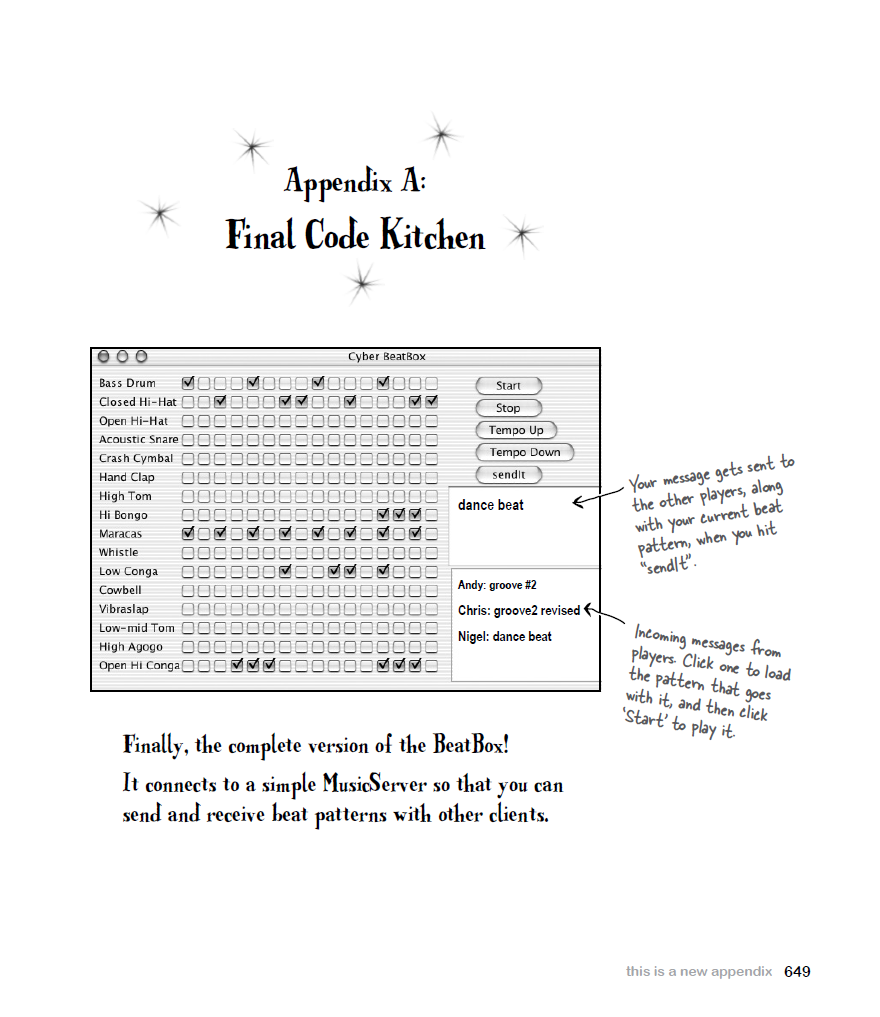 Appendix A:
Final Code Kitchen
Cyber BeatBox
Bass Drum
Closed Hi-Hat
Open Hi-Hat
Acoustic Snare
Crash Cymbal
Hand Clap
High Tom
Hi Bongo
Maracas
Whistle
Low Conga
Cowbell
Vibraslap
Low-mid Tom
High Agogo
Open Hi Conga
Start
Stop
Tempo Up
Tempo Down
sendIt
dance beat
Andy: groove #2
Chris: groove2 revised
Nigel: dance beat
Your message gets sent to
the other players, along
with your current beat
pattern, when you hit
"sendIt".
Incoming messages from
players. Click one to load
the pattern that goes
with it, and then click
'Start' to play it.
Finally, the complete version of the BeatBox!
It connects to a simple MusicServer so that you can
send and receive beat patterns with other clients.
this is a new appendix 649